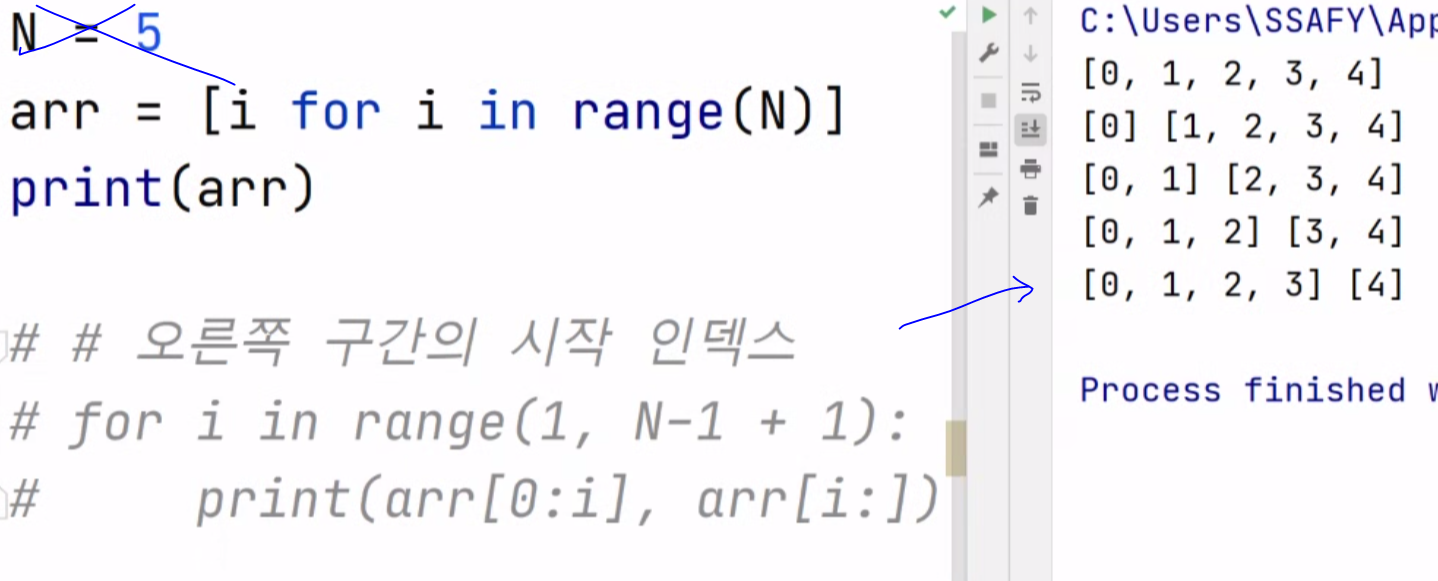 N = 5
arr = [i for i in range(N)]
print(arr)
# # 오른쪽 구간의 시작 인덱스
# for i in range(1, N-1 + 1):
#     print(arr[0:i], arr[i:])
C:\Users\SSAFY\App
[0, 1, 2, 3, 4]
[0] [1, 2, 3, 4]
[0, 1] [2, 3, 4]
[0, 1, 2] [3, 4]
[0, 1, 2, 3] [4]
Process finished w